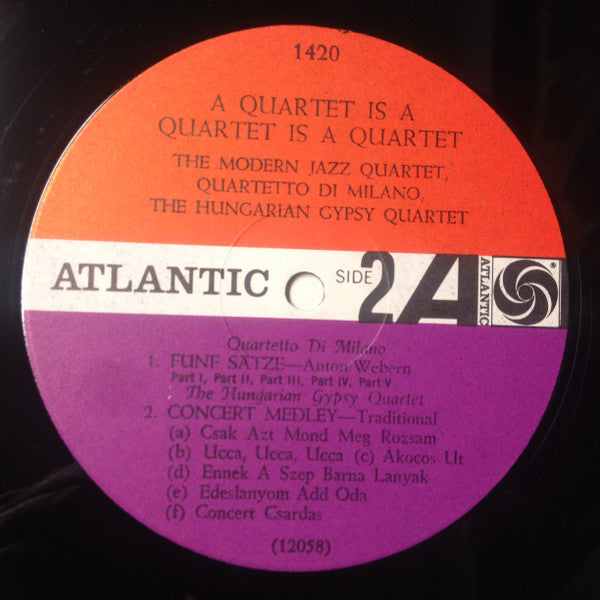 1420
A QUARTET IS A
QUARTET IS A QUARTET
THE MODERN JAZZ QUARTET,
QUARTETTO DI MILANO,
THE HUNGARIAN GYPSY QUARTET
ATLANTIC SIDE 2 A ATLANTIC ®
Quartetto Di Milano
1. FUNF SÄTZE—Anton Webern
Part I, Part II, Part III, Part IV, Part V
The Hungarian Gypsy Quartet
2. CONCERT MEDLEY—Traditional
(a) Csak Azt Mond Meg Rozsam
(b) Ucca, Ucca, Ucca (c) Akocos Ut
(d) Ennek A Szep Barna Lanyak
(e) Edeslanyom Add Oda
(f) Concert Csardas
(12058)